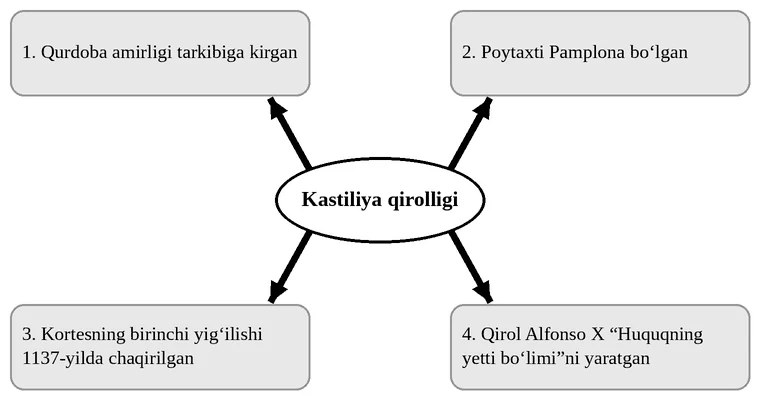 1. Qurdoba amirligi tarkibiga kirgan
2. Poytaxti Pamplona bo‘lgan
Kastiliya qirolligi
3. Kortesning birinchi yig‘ilishi
1137-yilda chaqirilgan
4. Qirol Alfonso X “Huquqning
yetti bo‘limi”ni yaratgan